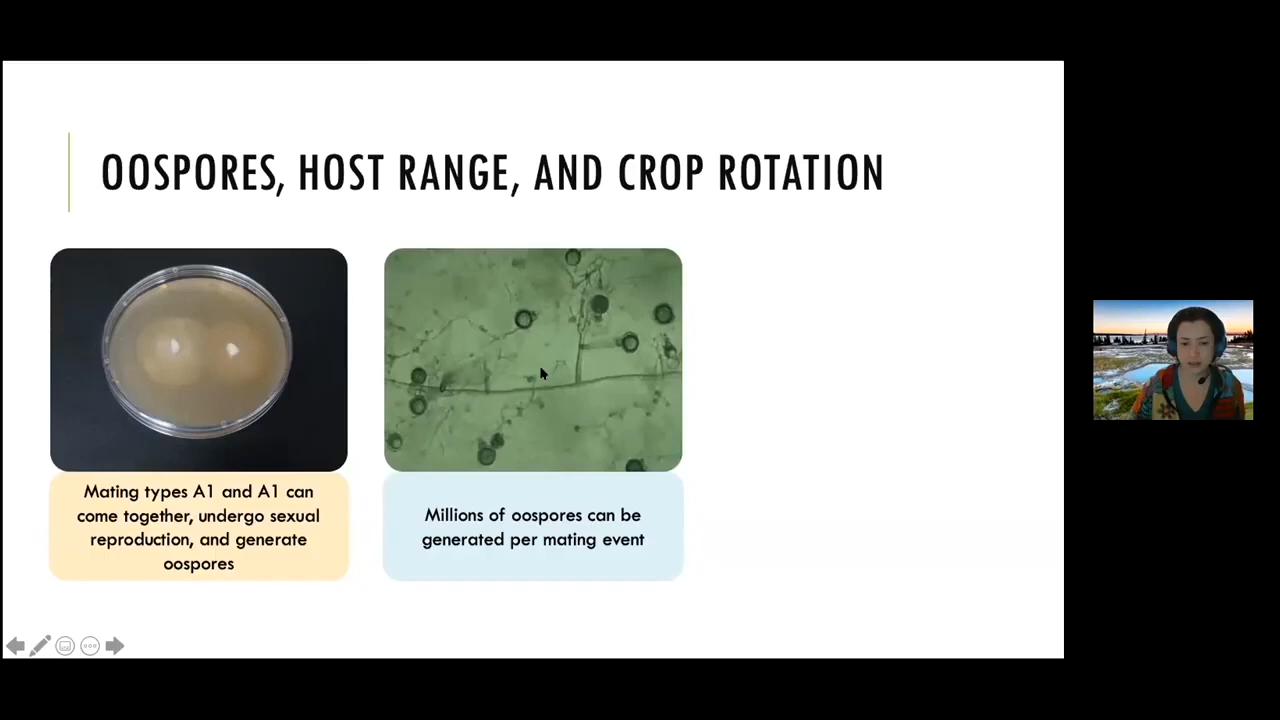 OOSPORES, HOST RANGE, AND CROP ROTATION
Mating types A1 and A1 can
come together, undergo sexual
reproduction, and generate
oospores
Millions of oospores can be
generated per mating event